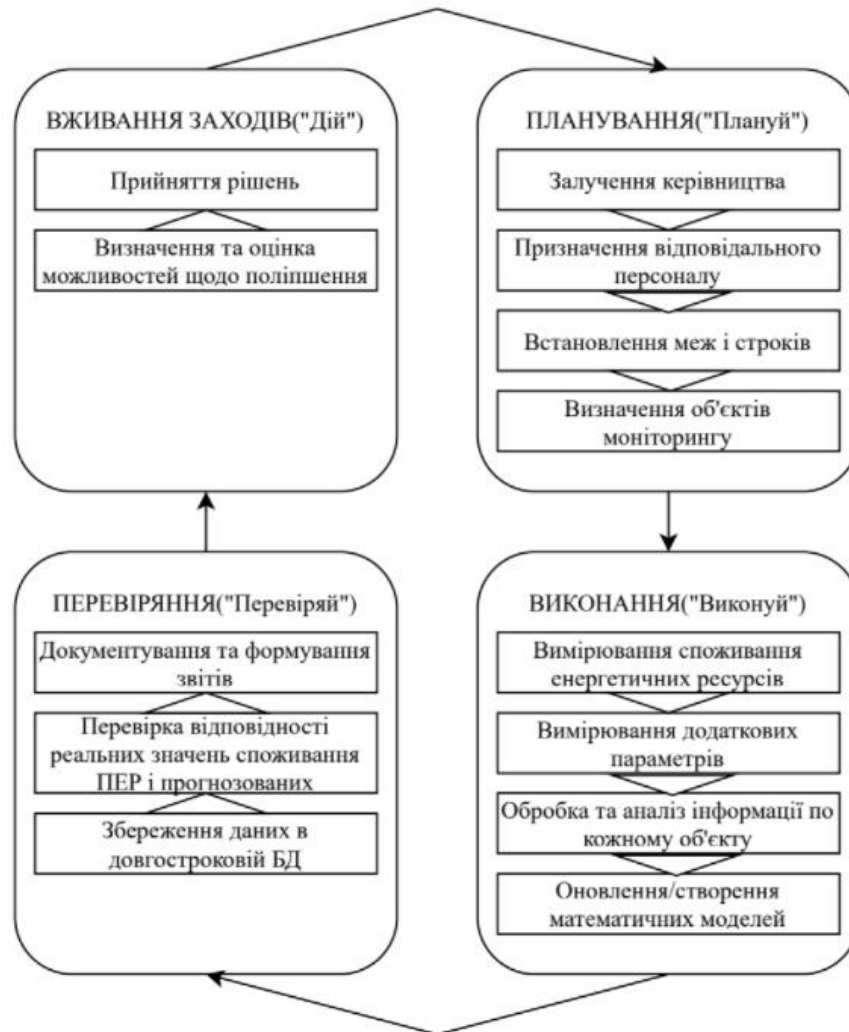 ВЖИВАННЯ ЗАХОДІВ("Дій")
Прийняття рішень
Визначення та оцінка
можливостей щодо поліпшення
ПЛАНУВАННЯ("Плануй")
Залучення керівництва
Призначення відповідального
персоналу
Встановлення меж і строків
Визначення об'єктів
моніторингу
ПЕРЕВІРЯННЯ("Перевіряй")
Документування та формування
звітів
Перевірка відповідності
реальних значень споживання
ПЕР і прогнозованих
Збереження даних в
довгостроковій БД
ВИКОНАННЯ("Виконуй")
Вимірювання споживання
енергетичних ресурсів
Вимірювання додаткових
параметрів
Обробка та аналіз інформації по
кожному об'єкту
Оновлення/створення
математичних моделей